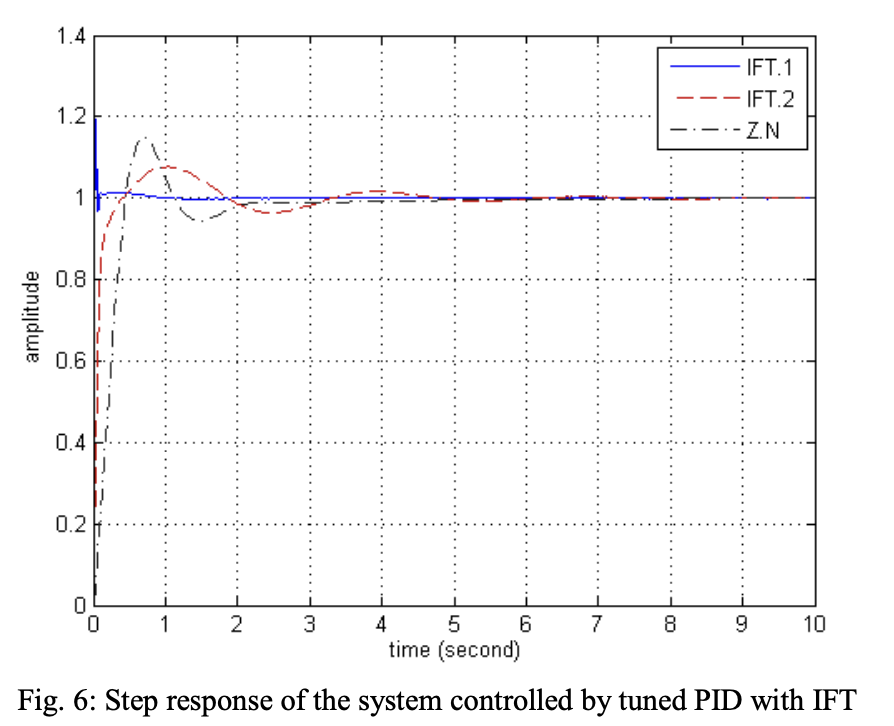 1.4
1.2
1
0.8
0.6
0.4
0.2
0
amplitude
IFT.1
IFT.2
Z.N
0 1 2 3 4 5 6 7 8 9 10
time (second)
Fig. 6: Step response of the system controlled by tuned PID with IFT